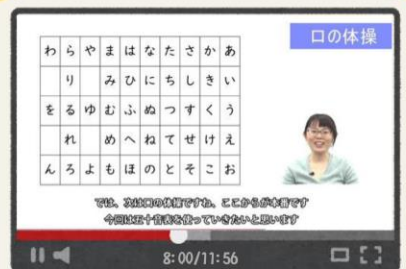 口の体操
わらやまはなたさかあ
り みひにちしきい
をるゆむふぬつすくう
れ めへねてせけえ
んろよもほのとそこお
では、次は口の体操ですね、ここからが本番です
今回は五十音表を使っていきたいと思います
8:00/11:56